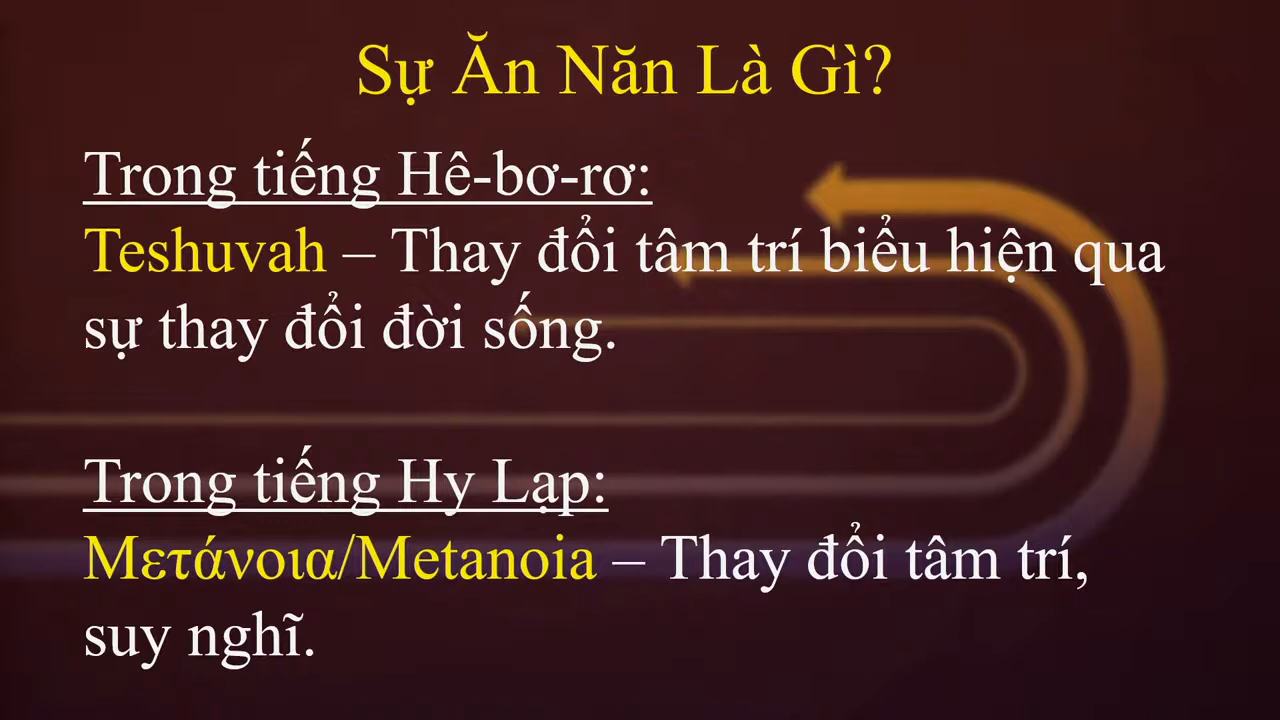 Sự Ăn Năn Là Gì?
Trong tiếng Hê-bơ-rơ:
Teshuvah – Thay đổi tâm trí biểu hiện qua
sự thay đổi đời sống.
Trong tiếng Hy Lạp:
Μετάνοια/Metanoia – Thay đổi tâm trí,
suy nghĩ.